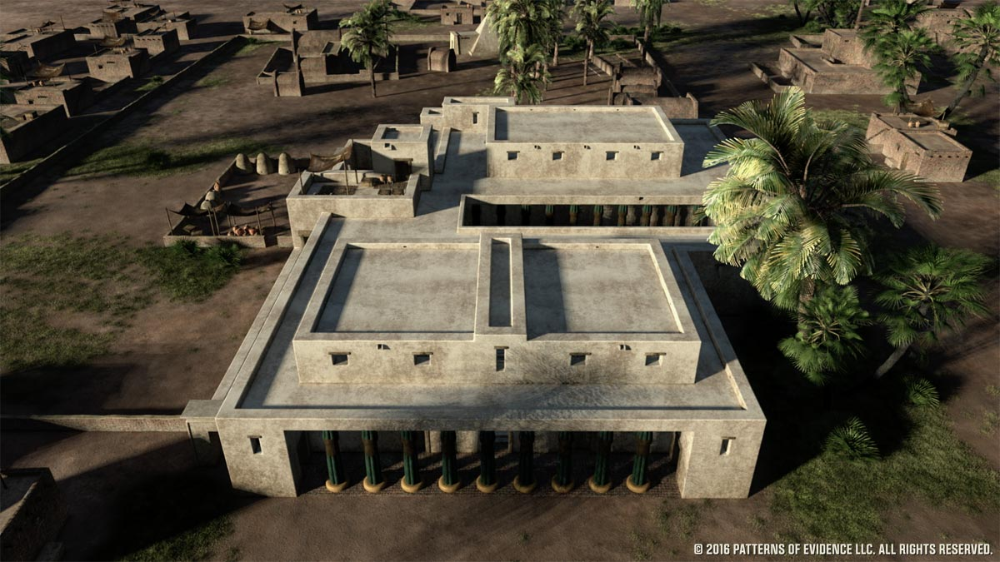 © 2016 PATTERNS OF EVIDENCE LLC. ALL RIGHTS RESERVED.